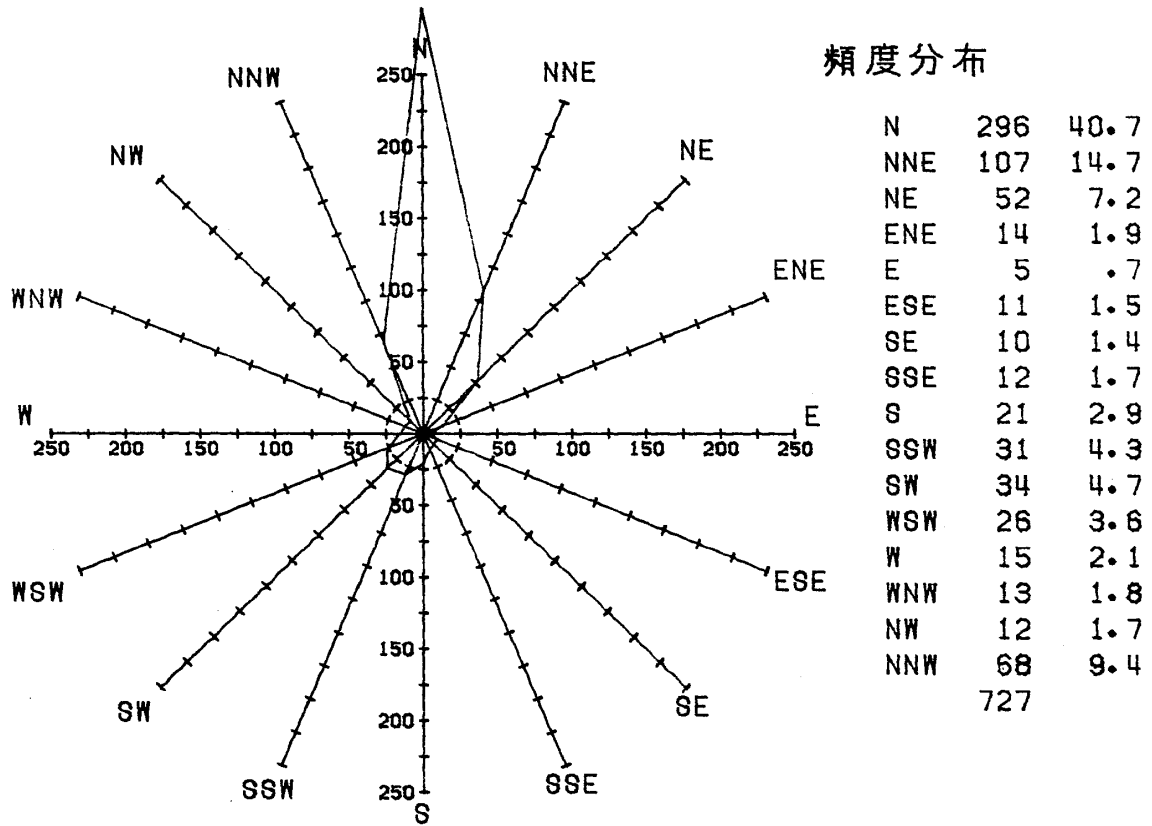 頻度分布
N 296 40.7
NNE 107 14.7
NE 52 7.2
ENE 14 1.9
E 5 .7
ESE 11 1.5
SE 10 1.4
SSE 12 1.7
S 21 2.9
SSW 31 4.3
SW 34 4.7
WSW 26 3.6
W 15 2.1
WNW 13 1.8
NW 12 1.7
NNW 68 9.4
727
N
NNW
NNE
250
NW
NE
200
150
ENE
WNW
100
50
W
E
250 200 150 100 50 50 100 150 200 250
50
100
WSW
ESE
150
SW
SE
200
SSW
SSE
250
S